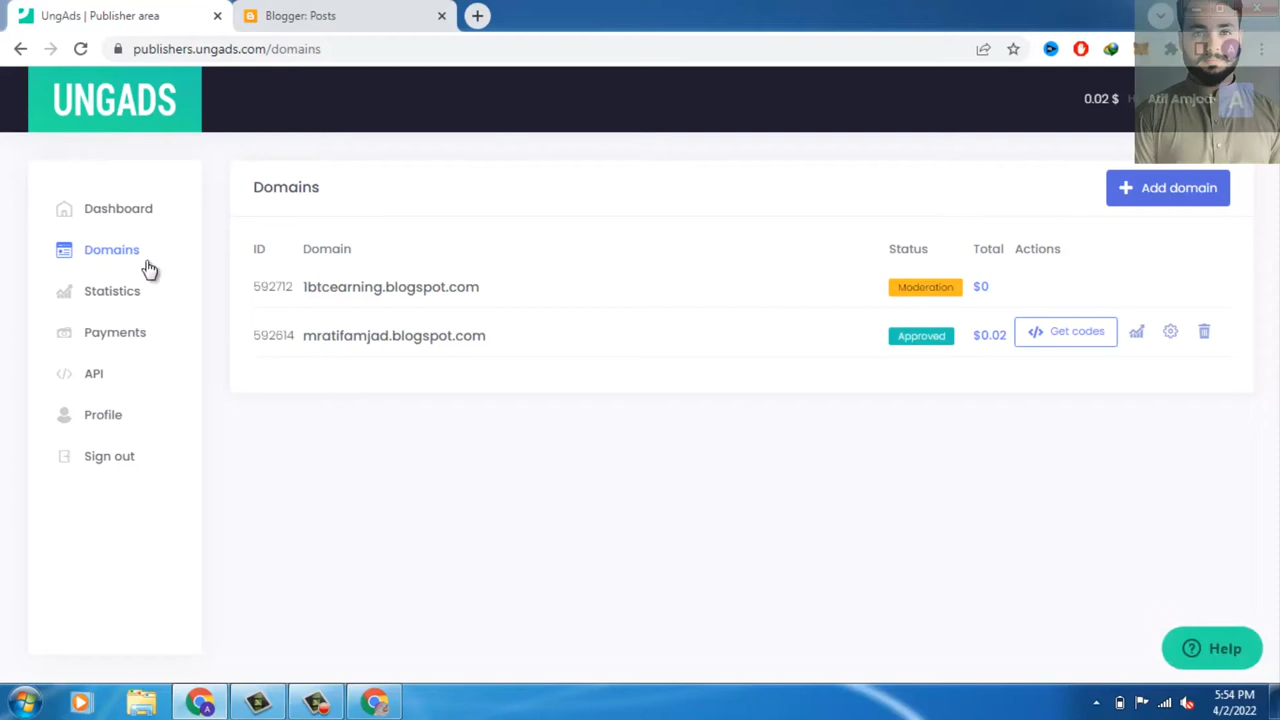 UngAds | Publisher area
Blogger: Posts
publishers.ungads.com/domains
UNGADS
0.02 $
Atif Amjad
A
Dashboard
Domains
Statistics
Payments
API
Profile
Sign out
Domains
Add domain
ID Domain Status Total Actions
592712 1btcearning.blogspot.com Moderation $0
592614 mratifamjad.blogspot.com Approved $0.02 Get codes
Help
5:54 PM
4/2/2022